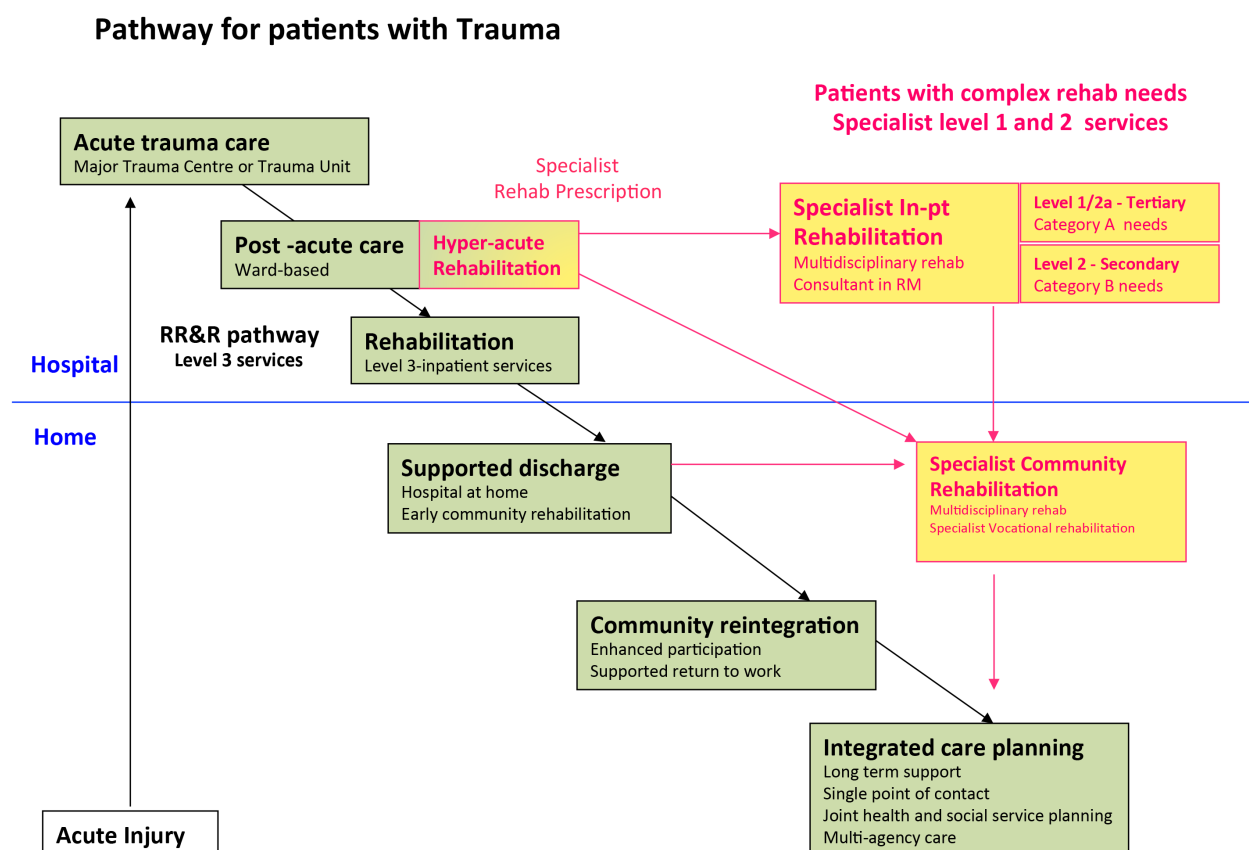 Pathway for patients with Trauma
Patients with complex rehab needs
Specialist level 1 and 2 services
Acute trauma care
Major Trauma Centre or Trauma Unit
Specialist
Rehab Prescription
Post -acute care
Ward-based
Hyper-acute
Rehabilitation
Specialist In-pt
Rehabilitation
Multidisciplinary rehab
Consultant in RM
Level 1/2a - Tertiary
Category A needs
Level 2 - Secondary
Category B needs
RR&R pathway
Level 3 services
Rehabilitation
Level 3-inpatient services
Hospital
Home
Supported discharge
Hospital at home
Early community rehabilitation
Specialist Community
Rehabilitation
Multidisciplinary rehab
Specialist Vocational rehabilitation
Community reintegration
Enhanced participation
Supported return to work
Integrated care planning
Long term support
Single point of contact
Joint health and social service planning
Multi-agency care
Acute Injury